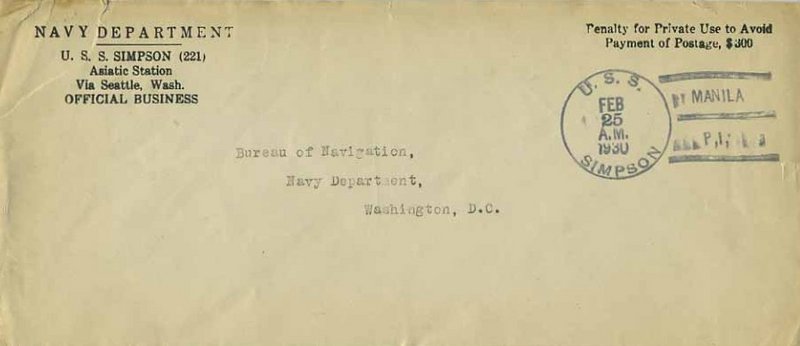 NAVY DEPARTMENT
U. S. S. SIMPSON (221)
Asiatic Station
Via Seattle, Wash.
OFFICIAL BUSINESS
Penalty for Private Use to Avoid
Payment of Postage, $300
U. S. S.
FEB
25
A.M.
1930
SIMPSON
MANILA
P.I.
Bureau of Navigation,
Navy Department,
Washington, D.C.